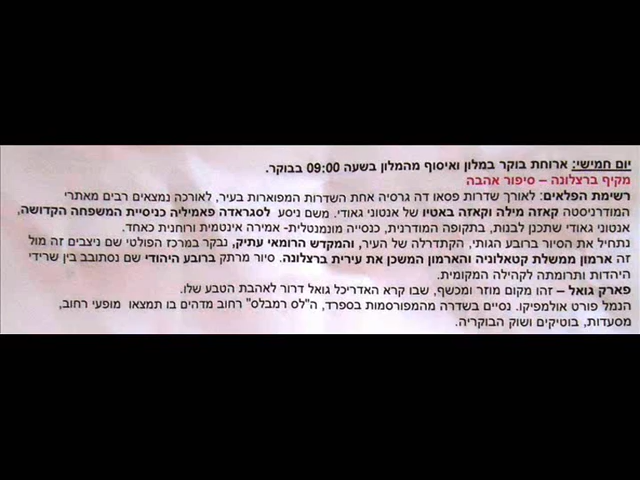 יום חמישי: ארוחת בוקר במלון ואיסוף מהמלון בשעה 09:00 בבוקר.
מקיף ברצלונה – סיפור אהבה
רשימת הפלאים: לאורך שדרות פסאו דה גרסיה אחת השדרות המפוארות בעיר, לאורכה נמצאים רבים מאתרי
המודרניסטה קאזה מילה וקאזה באטיו של אנטוני גאודי. משם ניסע לסגראדה פאמיליה כניסיית המשפחה הקדושה,
אנטוני גאודי שתכנן לבנות, בתקופה המודרנית, כנסייה מונמנטלית- אמירה אינטמית ורוחנית כאחד.
נתחיל את הסיור ברובע הגותי, הקתדרלה של העיר, והמקדש הרומאי עתיק, נבקר במרכז הפולטי שם ניצבים זה מול
זה ארמון ממשלת קטאלוניה והארמון המשכן את עירית ברצלונה. סיור מרתק ברובע היהודי שם נסתובב בין שרידי
היהדות ותרומתה לקהילה המקומית.
פארק גואל – זהו מקום מוזר ומכשף, שבו קרא האדריכל גואל דרור לאהבת הטבע שלו.
הנמל פורט אולמפיקו. נסיים בשדרה מהמפורסמות בספרד, ה"לס רמבלס" רחוב מדהים בו תמצאו מופעי רחוב,
מסעדות, בוטיקים ושוק הבוקריה.